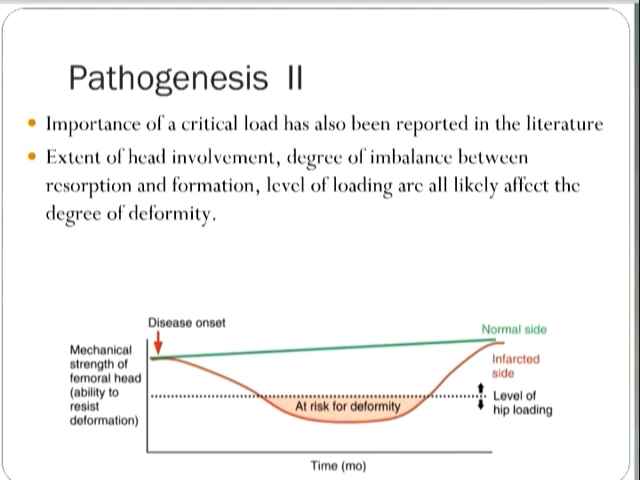 Pathogenesis II
Importance of a critical load has also been reported in the literature
Extent of head involvement, degree of imbalance between
resorption and formation, level of loading are all likely affect the
degree of deformity.
Disease onset
Normal side
Mechanical
strength of
femoral head
(ability to
resist
deformation)
Infarcted
side
At risk for deformity
Level of
hip loading
Time (mo)